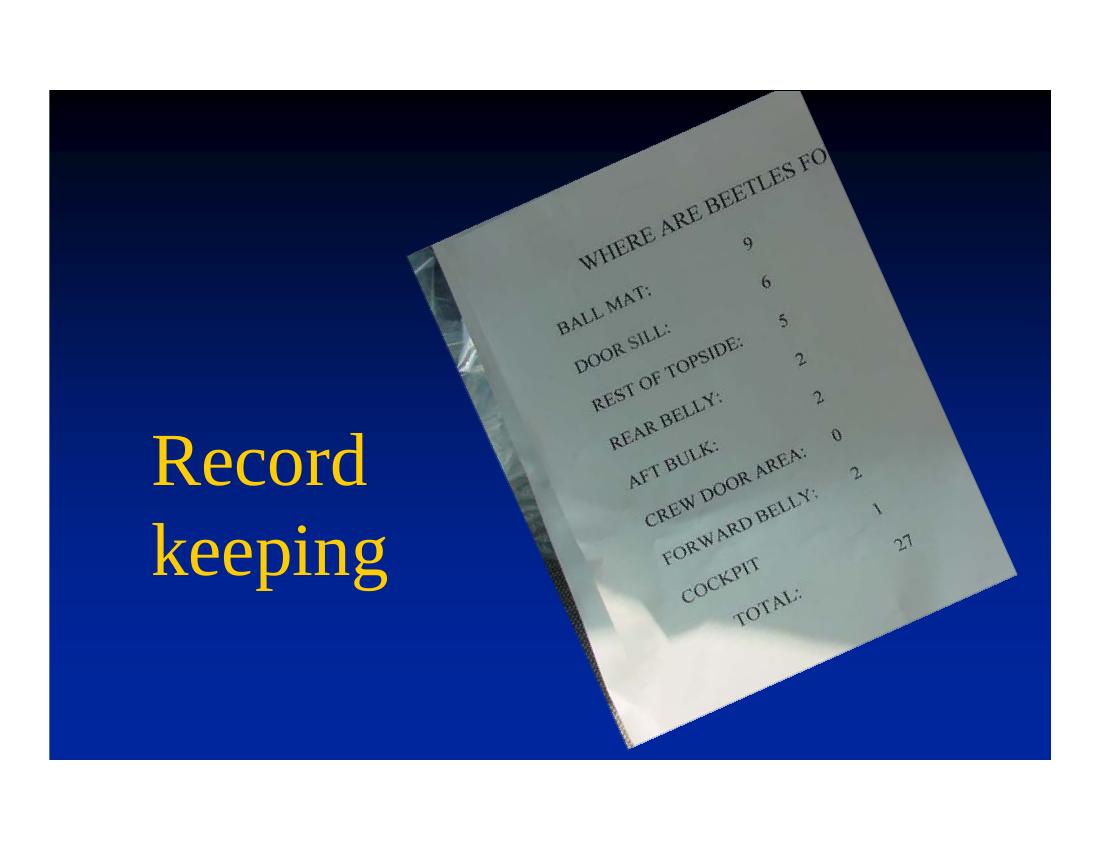 Record
keeping
WHERE ARE BEETLES FO
BALL MAT: 9
DOOR SILL: 6
REST OF TOPSIDE: 5
REAR BELLY: 2
AFT BULK: 2
CREW DOOR AREA: 0
FORWARD BELLY: 2
COCKPIT 1
TOTAL: 27